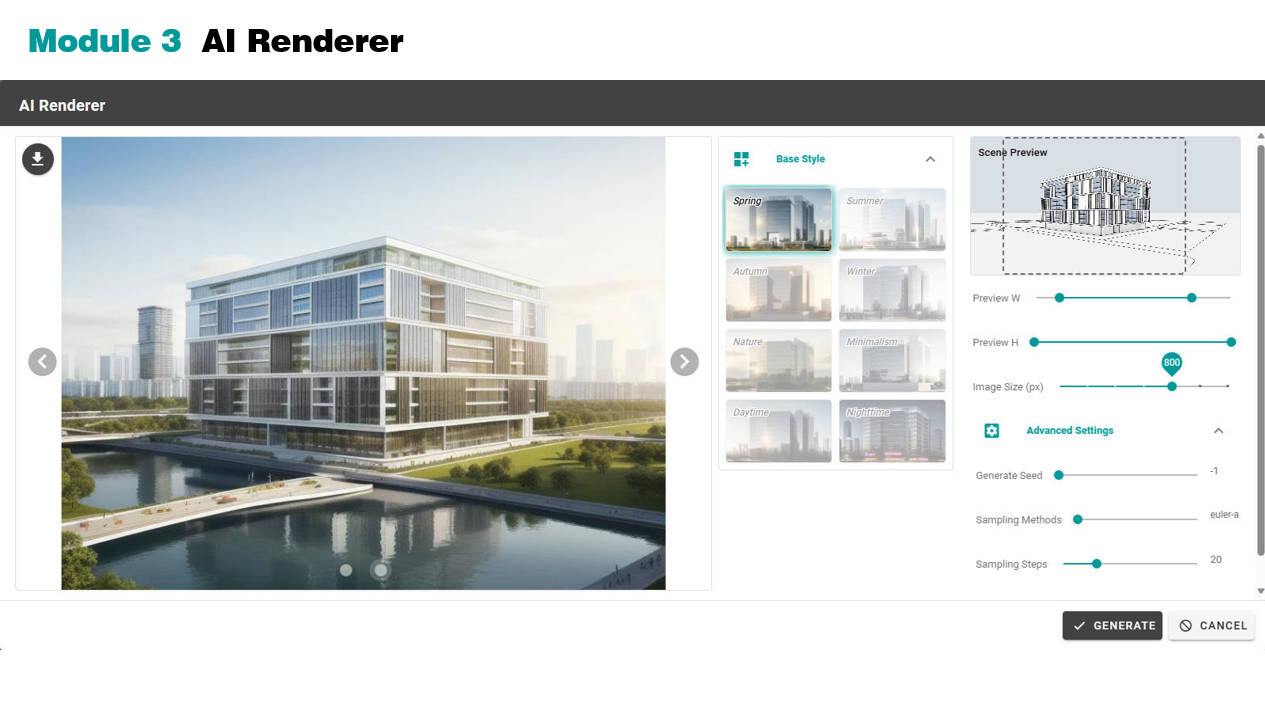 Module 3 AI Renderer
AI Renderer
Base Style
Spring
Summer
Autumn
Winter
Nature
Minimalism
Daytime
Nighttime
Scene Preview
Preview W
Preview H
800
Image Size (px)
Advanced Settings
Generate Seed -1
Sampling Methods euler-a
Sampling Steps 20
GENERATE
CANCEL